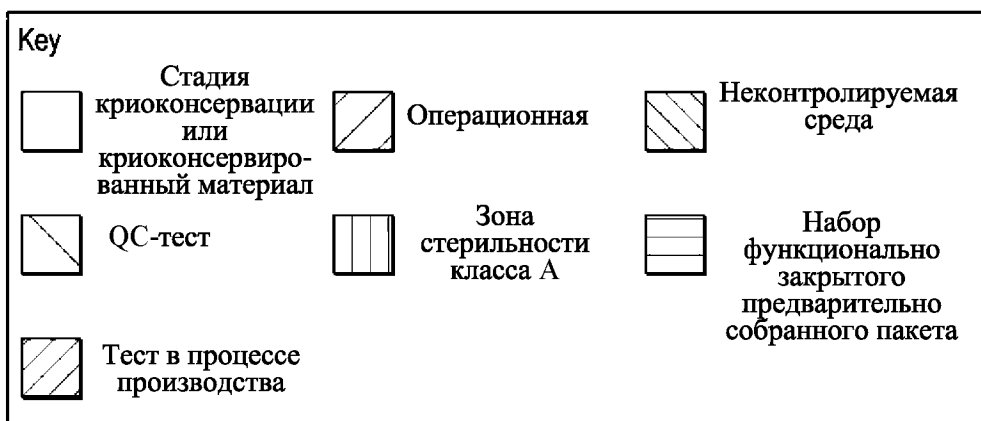 Key
Стадия
криоконсервации
или
криоконсервиро-
ванный материал
Операционная
Неконтролируемая
среда
QC-тест
Зона
стерильности
класса A
Набор
функционально
закрытого
предварительно
собранного пакета
Тест в процессе
производства